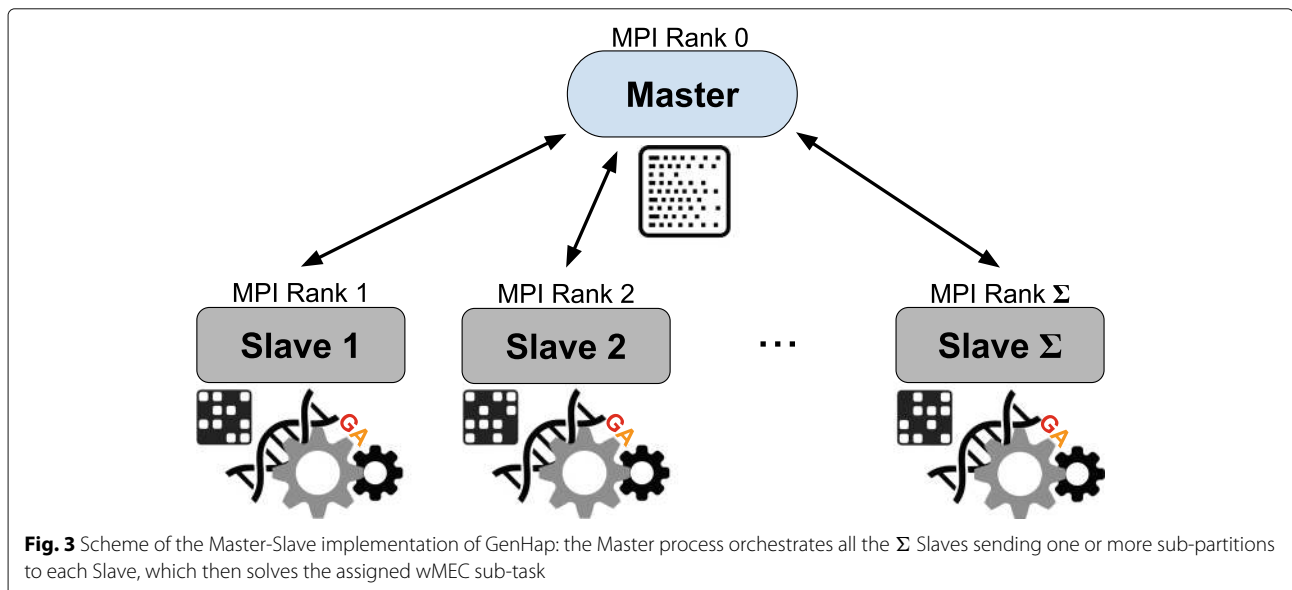 MPI Rank 0
Master
MPI Rank 1
MPI Rank 2
MPI Rank Σ
Slave 1
Slave 2
...
Slave Σ
GA
GA
GA
Fig. 3 Scheme of the Master-Slave implementation of GenHap: the Master process orchestrates all the Σ Slaves sending one or more sub-partitions
to each Slave, which then solves the assigned wMEC sub-task